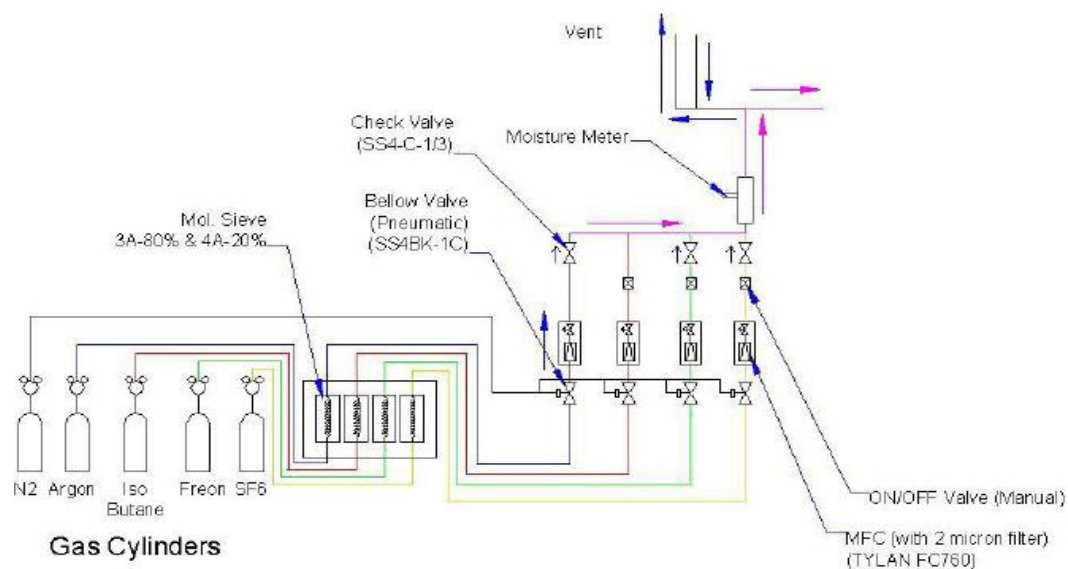 Vent
Check Valve
(SS4-C-1/3)
Moisture Meter
Bellow Valve
(Pneumatic)
(SS4BK-1C)
Mol. Sieve
3A-80% & 4A-20%
N2 Argon Iso Freon SF6
Butane
ON/OFF Valve (Manual)
MFC (with 2 micron filter)
(TYLAN FC760)
Gas Cylinders